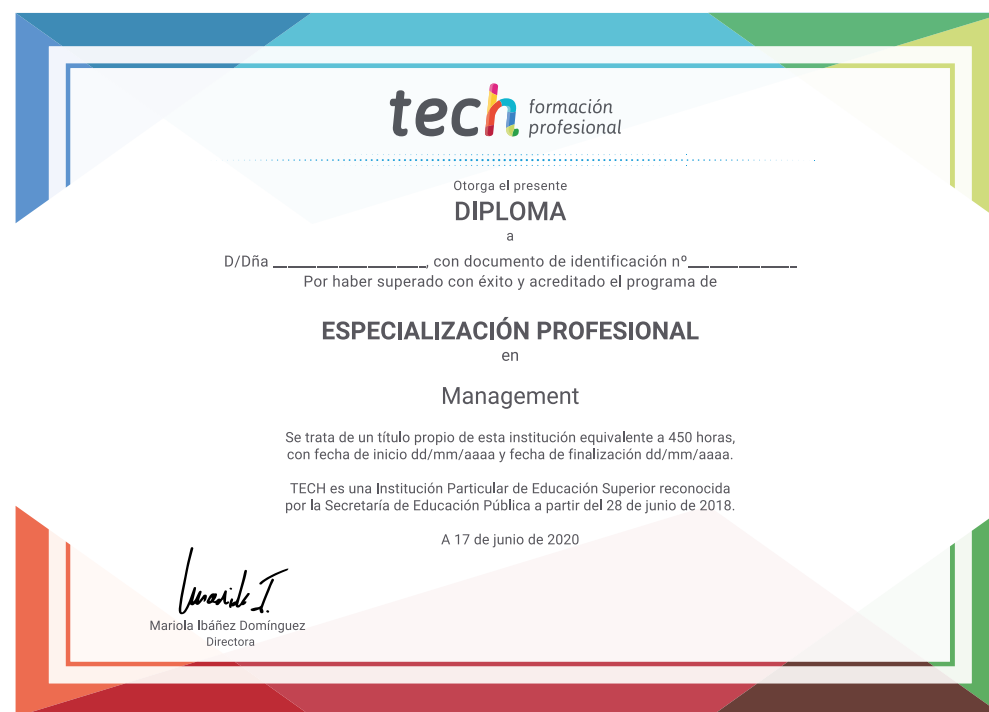 tech formación
profesional
Otorga el presente
DIPLOMA
a
D/Dña ____________________, con documento de identificación nº______________
Por haber superado con éxito y acreditado el programa de
ESPECIALIZACIÓN PROFESIONAL
en
Management
Se trata de un título propio de esta institución equivalente a 450 horas,
con fecha de inicio dd/mm/aaaa y fecha de finalización dd/mm/aaaa.
TECH es una Institución Particular de Educación Superior reconocida
por la Secretaría de Educación Pública a partir del 28 de junio de 2018.
A 17 de junio de 2020
Mariola Ibáñez Domínguez
Directora